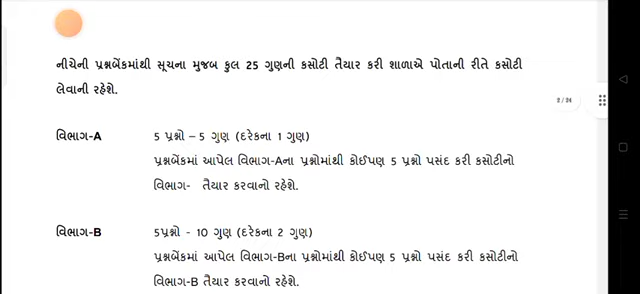 નીચેની પ્રશ્નબેંકમાંથી સૂચના મુજબ કુલ 25 ગુણની કસોટી તૈયાર કરી શાળાએ પોતાની રીતે કસોટી
લેવાની રહેશે.
2 / 24
વિભાગ-A 5 પ્રશ્નો – 5 ગુણ (દરેકના 1 ગુણ)
પ્રશ્નબેંકમાં આપેલ વિભાગ-Aના પ્રશ્નોમાંથી કોઈપણ 5 પ્રશ્નો પસંદ કરી કસોટીનો
વિભાગ- તૈયાર કરવાનો રહેશે.
વિભાગ-B 5પ્રશ્નો - 10 ગુણ (દરેકના 2 ગુણ)
પ્રશ્નબેંકમાં આપેલ વિભાગ-Bના પ્રશ્નોમાંથી કોઈપણ 5 પ્રશ્નો પસંદ કરી કસોટીનો
વિભાગ-B તૈયાર કરવાનો રહેશે.